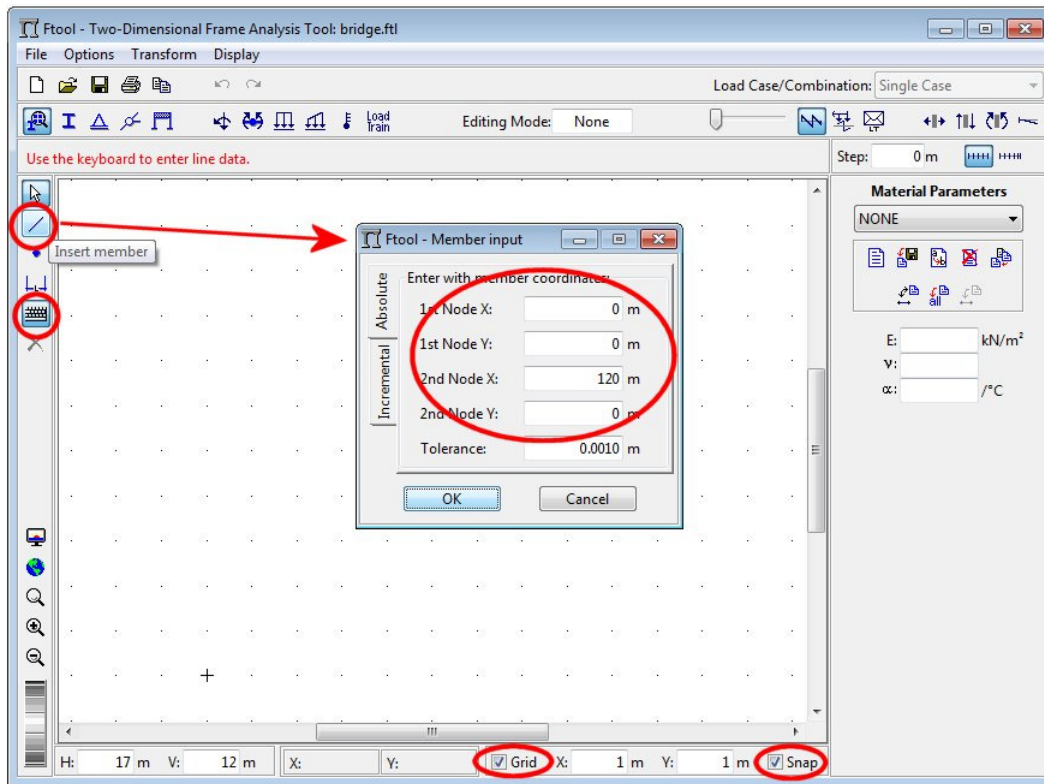 Ftool - Two-Dimensional Frame Analysis Tool: bridge.ftl
File Options Transform Display
Load Case/Combination: Single Case
Load Train Editing Mode: None
Use the keyboard to enter line data. Step: 0 m
Material Parameters
NONE
Insert member
Ftool - Member input
Absolute
Incremental
Enter with member coordinates:
1st Node X: 0 m
1st Node Y: 0 m
2nd Node X: 120 m
2nd Node Y: 0 m
Tolerance: 0.0010 m
OK Cancel
all
E: kN/m²
ν:
α: /°C
H: 17 m V: 12 m X: Y: Grid X: 1 m Y: 1 m Snap